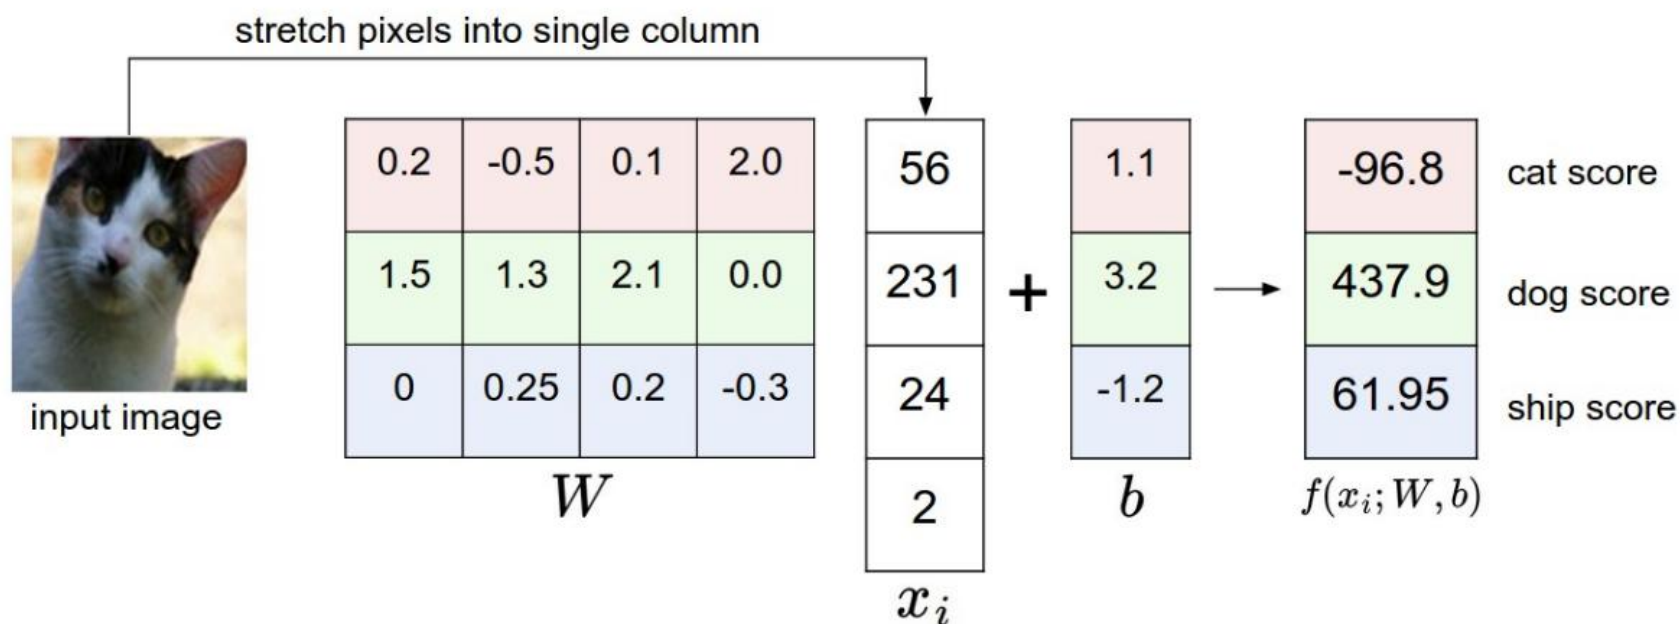 stretch pixels into single column
0.2 -0.5 0.1 2.0 56 1.1 -96.8 cat score
1.5 1.3 2.1 0.0 231 + 3.2 → 437.9 dog score
0 0.25 0.2 -0.3 24 -1.2 61.95 ship score
input image
W 2 b f(x_i; W, b)
x_i